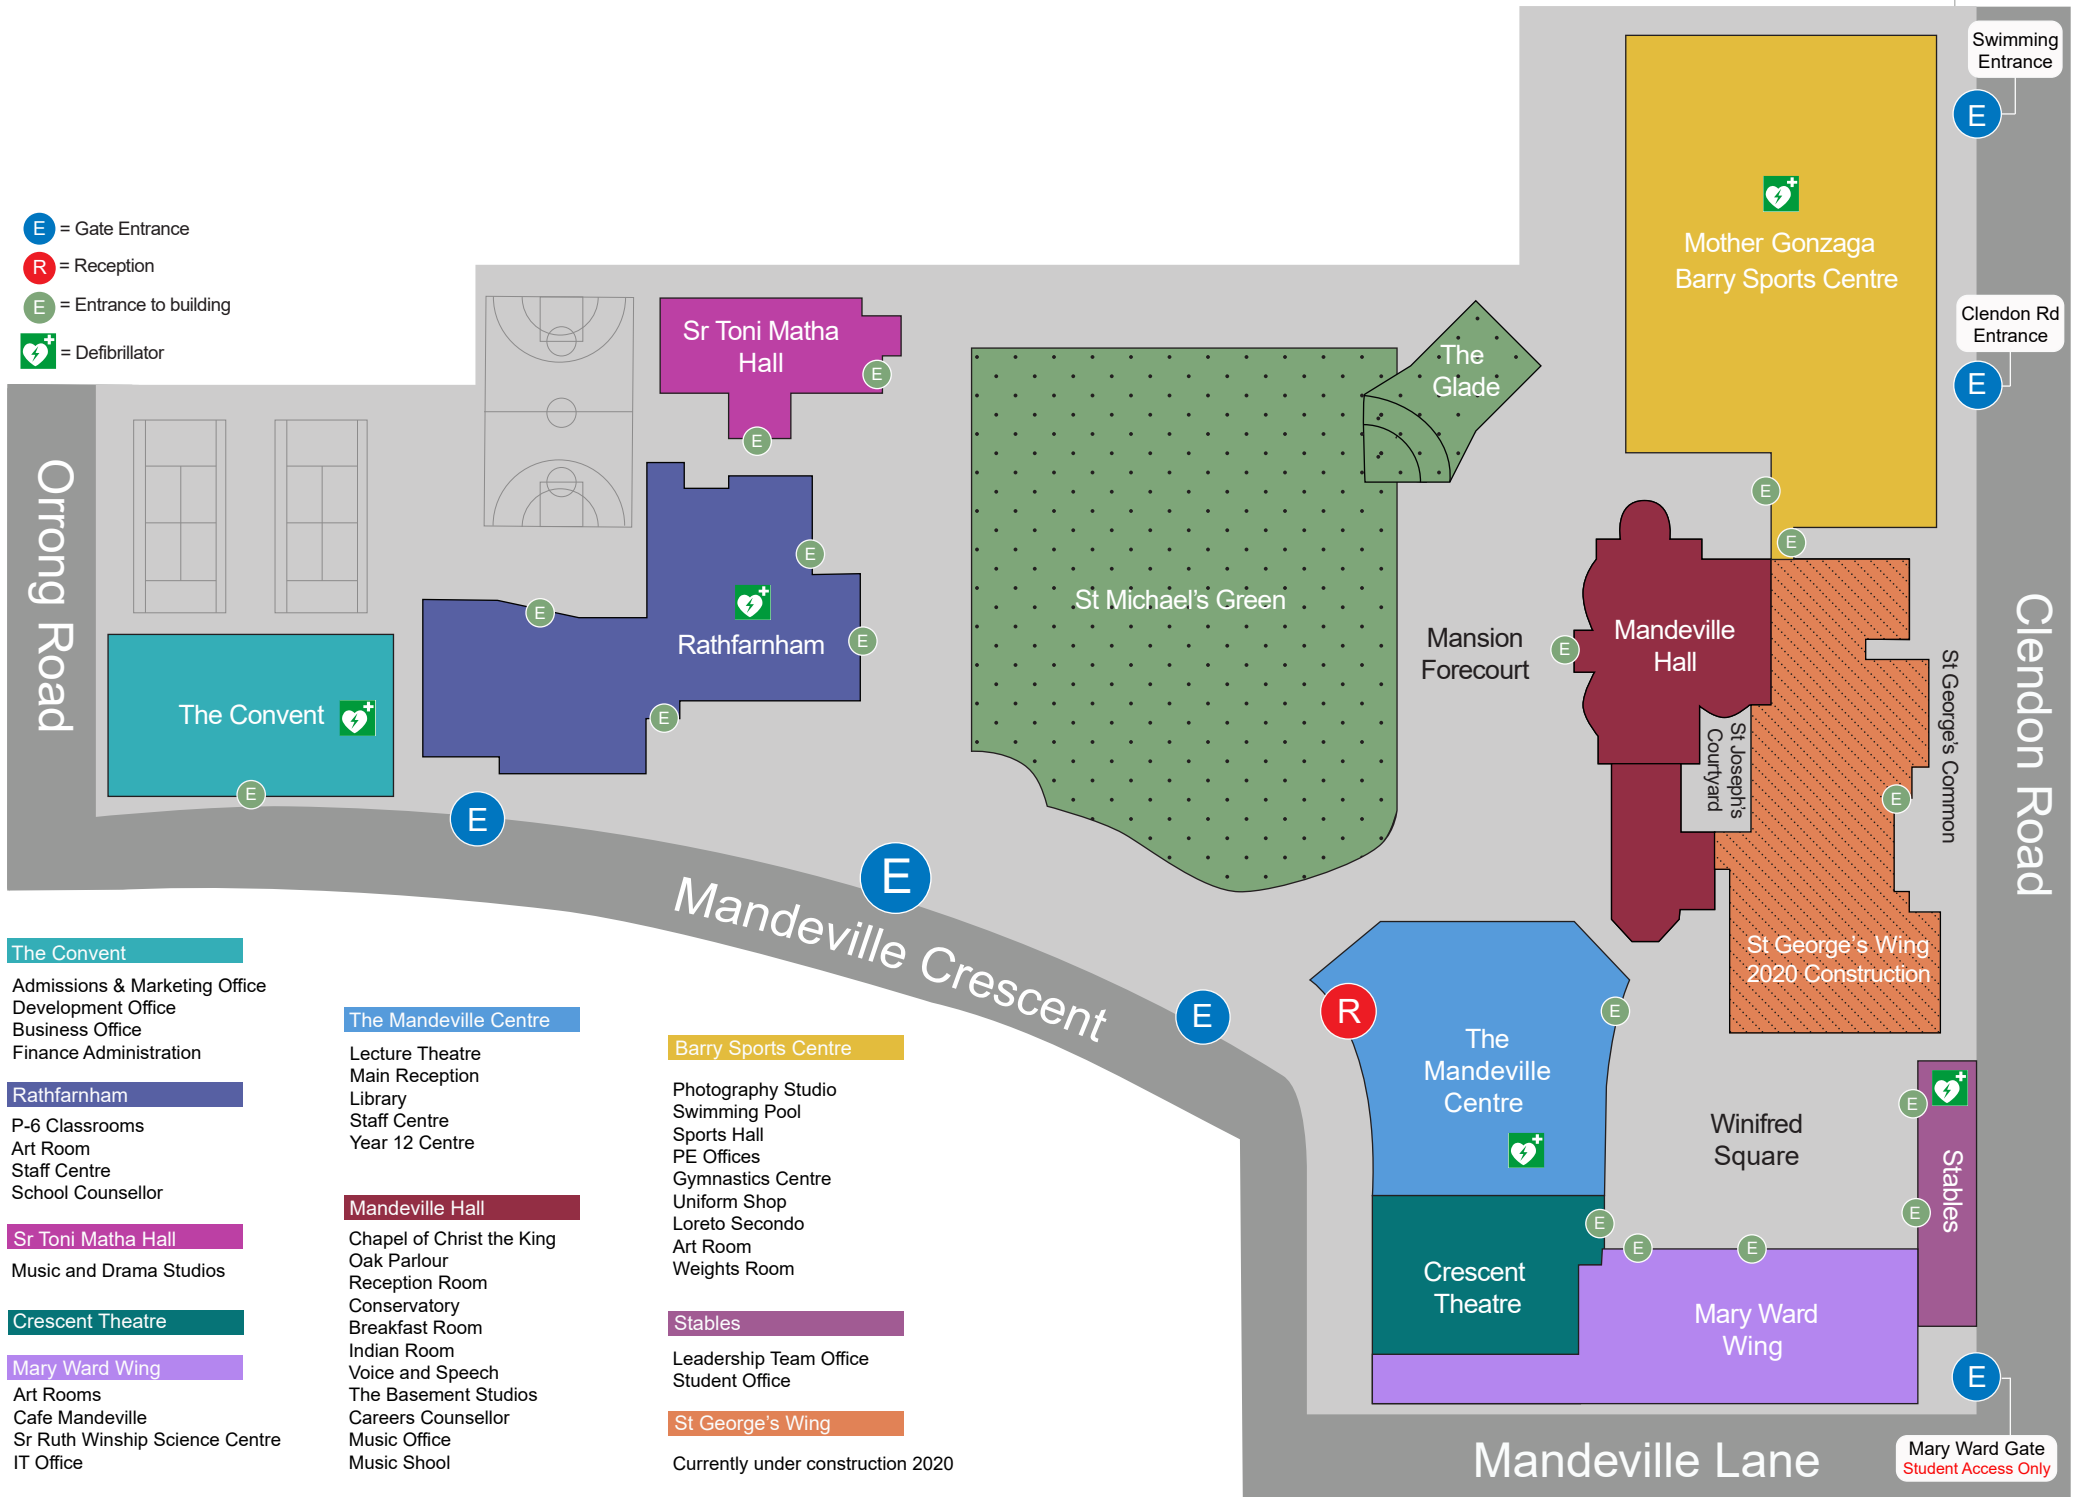 Swimming
Entrance
E
E = Gate Entrance
R = Reception
E = Entrance to building
= Defibrillator
Mother Gonzaga
Barry Sports Centre
Clendon Rd
Entrance
E
Sr Toni Matha
Hall
E
E
The
Glade
Orrong Road
E
E
St Michael's Green
E
E
Rathfarnham
E
E
The Convent
E
E
E
Mansion
Forecourt
E
Mandeville
Hall
St Joseph's
Courtyard
E
St George's Common
Clendon Road
E
Mandeville Crescent
E
St George's Wing
2020 Construction
R
E
The
Mandeville
Centre
Winifred
Square
E
E
Stables
E
E
E
Crescent
Theatre
Mary Ward
Wing
E
Mary Ward Gate
Student Access Only
Mandeville Lane
The Convent
Admissions & Marketing Office
Development Office
Business Office
Finance Administration
Rathfarnham
P-6 Classrooms
Art Room
Staff Centre
School Counsellor
Sr Toni Matha Hall
Music and Drama Studios
Crescent Theatre
Mary Ward Wing
Art Rooms
Cafe Mandeville
Sr Ruth Winship Science Centre
IT Office
The Mandeville Centre
Lecture Theatre
Main Reception
Library
Staff Centre
Year 12 Centre
Mandeville Hall
Chapel of Christ the King
Oak Parlour
Reception Room
Conservatory
Breakfast Room
Indian Room
Voice and Speech
The Basement Studios
Careers Counsellor
Music Office
Music Shool
Barry Sports Centre
Photography Studio
Swimming Pool
Sports Hall
PE Offices
Gymnastics Centre
Uniform Shop
Loreto Secondo
Art Room
Weights Room
Stables
Leadership Team Office
Student Office
St George's Wing
Currently under construction 2020